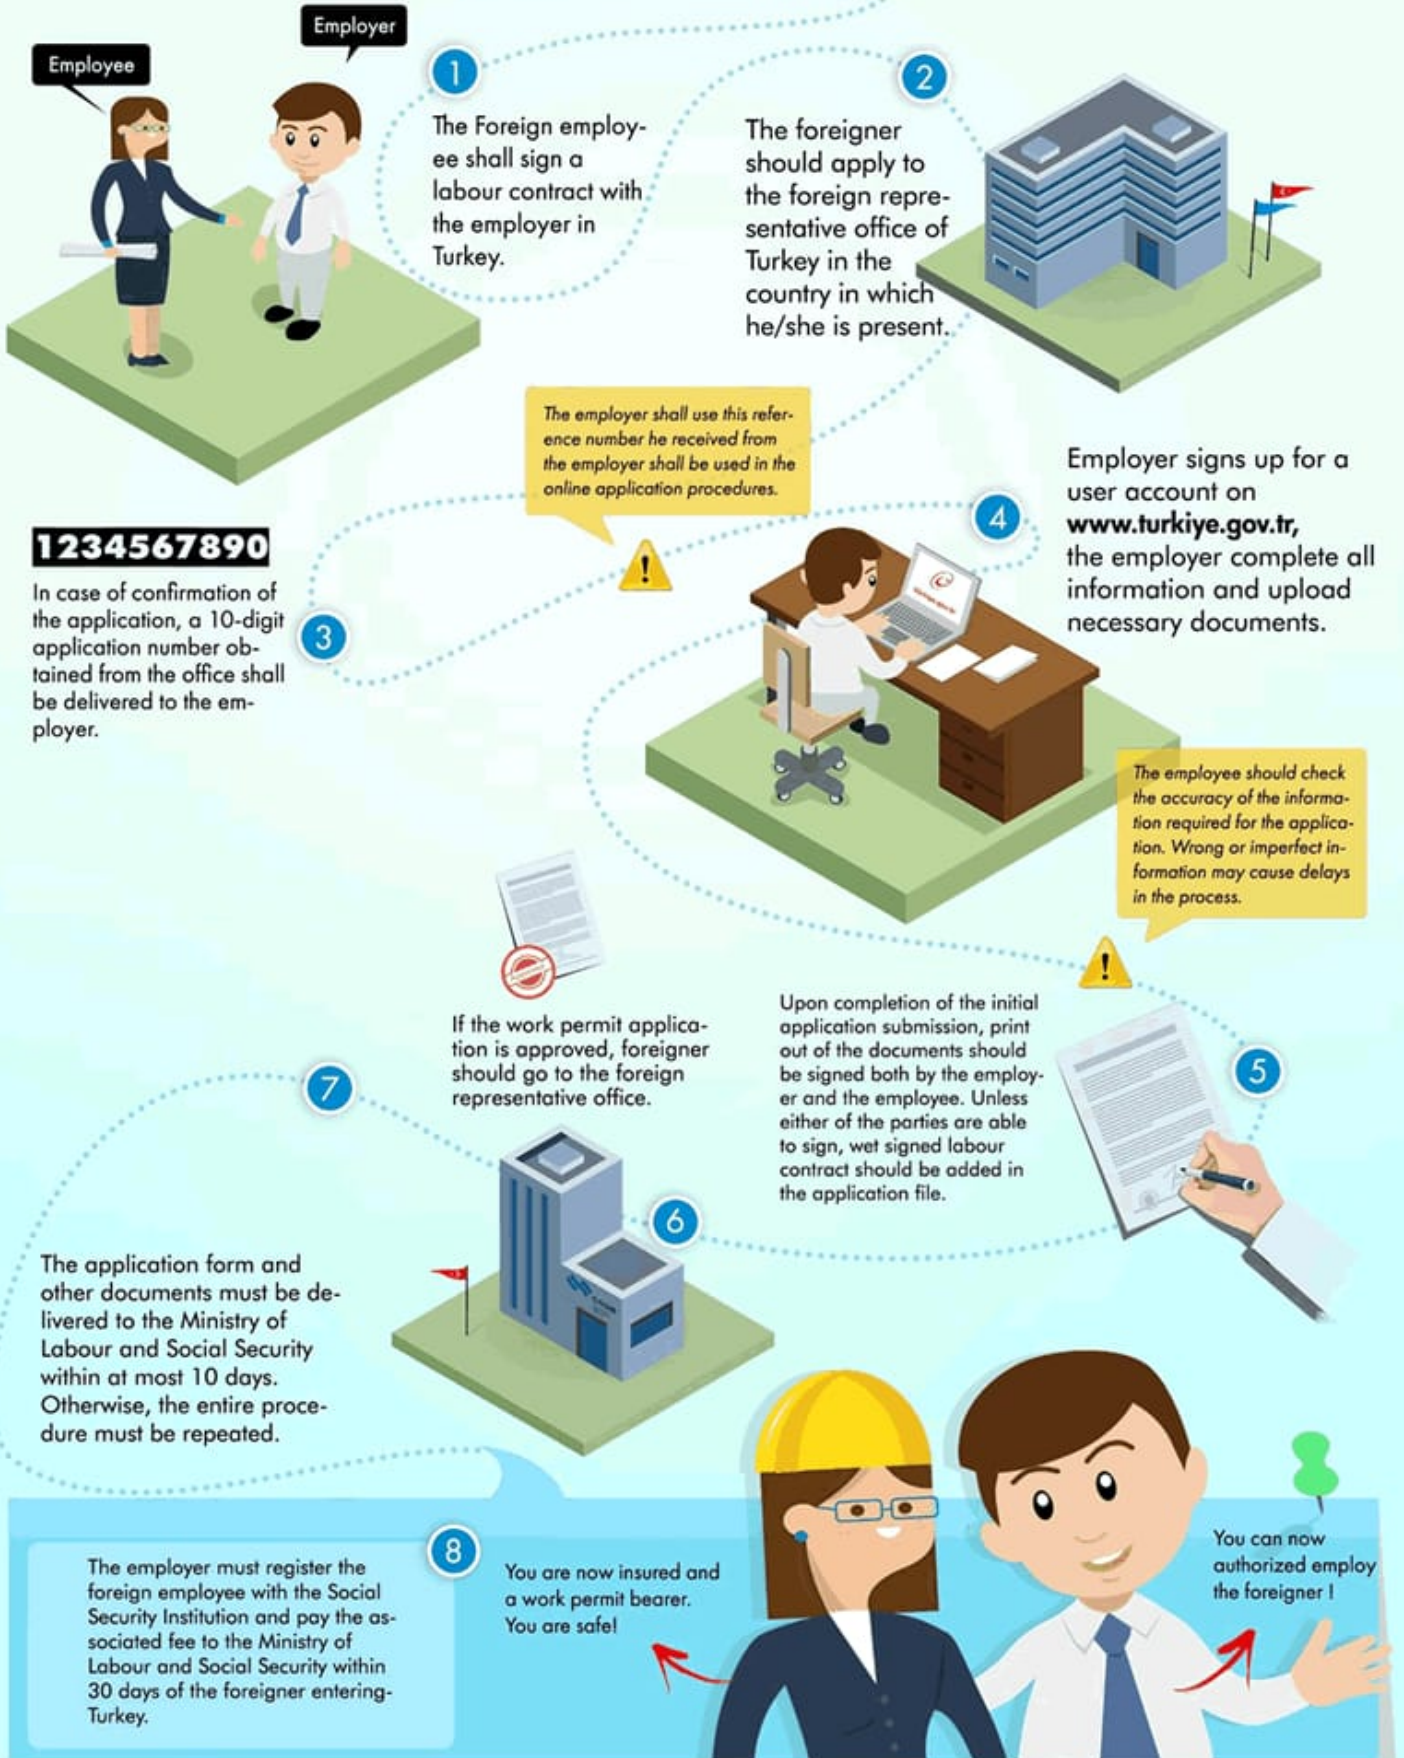 Employer
Employee
1
The Foreign employ-
ee shall sign a
labour contract with
the employer in
Turkey.
2
The foreigner
should apply to
the foreign repre-
sentative office of
Turkey in the
country in which
he/she is present.
The employer shall use this refer-
ence number he received from
the employer shall be used in the
online application procedures.
1234567890
In case of confirmation of
the application, a 10-digit
application number ob-
tained from the office shall
be delivered to the em-
ployer.
3
4
Employer signs up for a
user account on
www.turkiye.gov.tr,
the employer complete all
information and upload
necessary documents.
The employee should check
the accuracy of the informa-
tion required for the applica-
tion. Wrong or imperfect in-
formation may cause delays
in the process.
5
Upon completion of the initial
application submission, print
out of the documents should
be signed both by the employ-
er and the employee. Unless
either of the parties are able
to sign, wet signed labour
contract should be added in
the application file.
If the work permit applica-
tion is approved, foreigner
should go to the foreign
representative office.
6
7
The application form and
other documents must be de-
livered to the Ministry of
Labour and Social Security
within at most 10 days.
Otherwise, the entire proce-
dure must be repeated.
8
The employer must register the
foreign employee with the Social
Security Institution and pay the as-
sociated fee to the Ministry of
Labour and Social Security within
30 days of the foreigner entering-
Turkey.
You are now insured and
a work permit bearer.
You are safe!
You can now
authorized employ
the foreigner !